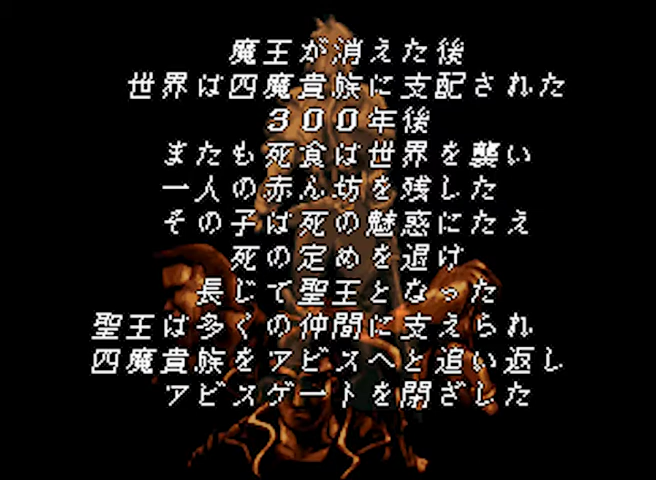 魔王が消えた後
世界は四魔貴族に支配された
300年後
またも死食は世界を襲い
一人の赤ん坊を残した
その子は死の魅惑にたえ
死の定めを退け
長じて聖王となった
聖王は多くの仲間に支えられ
四魔貴族をアビスへと追い返し
アビスゲートを閉ざした